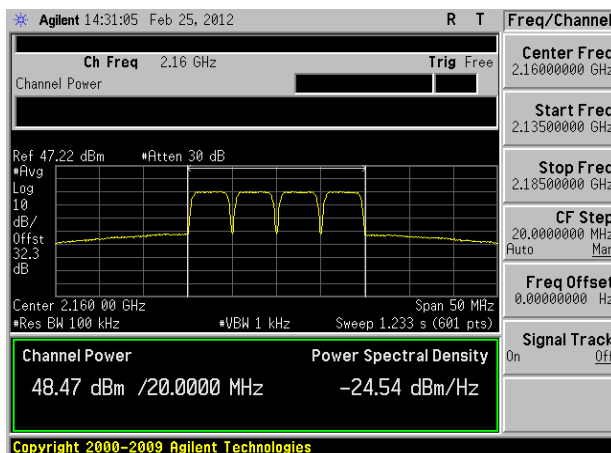 Agilent 14:31:05 Feb 25, 2012 R T Freq/Channel
Ch Freq 2.16 GHz Trig Free
Channel Power
Center Freq
2.16000000 GHz
Start Freq
2.13500000 GHz
Stop Freq
2.18500000 GHz
CF Step
20.0000000 MHz
Auto Man
Freq Offset
0.00000000 Hz
Signal Track
On Off
Ref 47.22 dBm #Atten 30 dB
#Avg
Log
10
dB/
Offst
32.3
dB
Center 2.160 00 GHz Span 50 MHz
#Res BW 100 kHz #VBW 1 kHz Sweep 1.233 s (601 pts)
Channel Power Power Spectral Density
48.47 dBm /20.0000 MHz -24.54 dBm/Hz
Copyright 2000-2009 Agilent Technologies